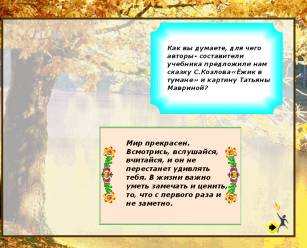 Как вы думаете, для чего
авторы- составители
учебника предложили нам
сказку С.Козлова«Ёжик в
тумане» и картину Татьяны
Мавриной?
Мир прекрасен.
Всмотрись, вслушайся,
вчитайся, и он не
перестанет удивлять
тебя. В жизни важно
уметь замечать и ценить,
то, что с первого раза и
не заметно.